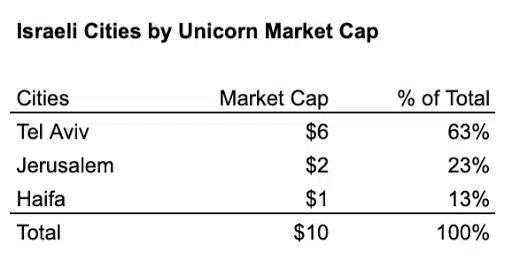 Israeli Cities by Unicorn Market Cap
Cities Market Cap % of Total
Tel Aviv $6 63%
Jerusalem $2 23%
Haifa $1 13%
Total $10 100%